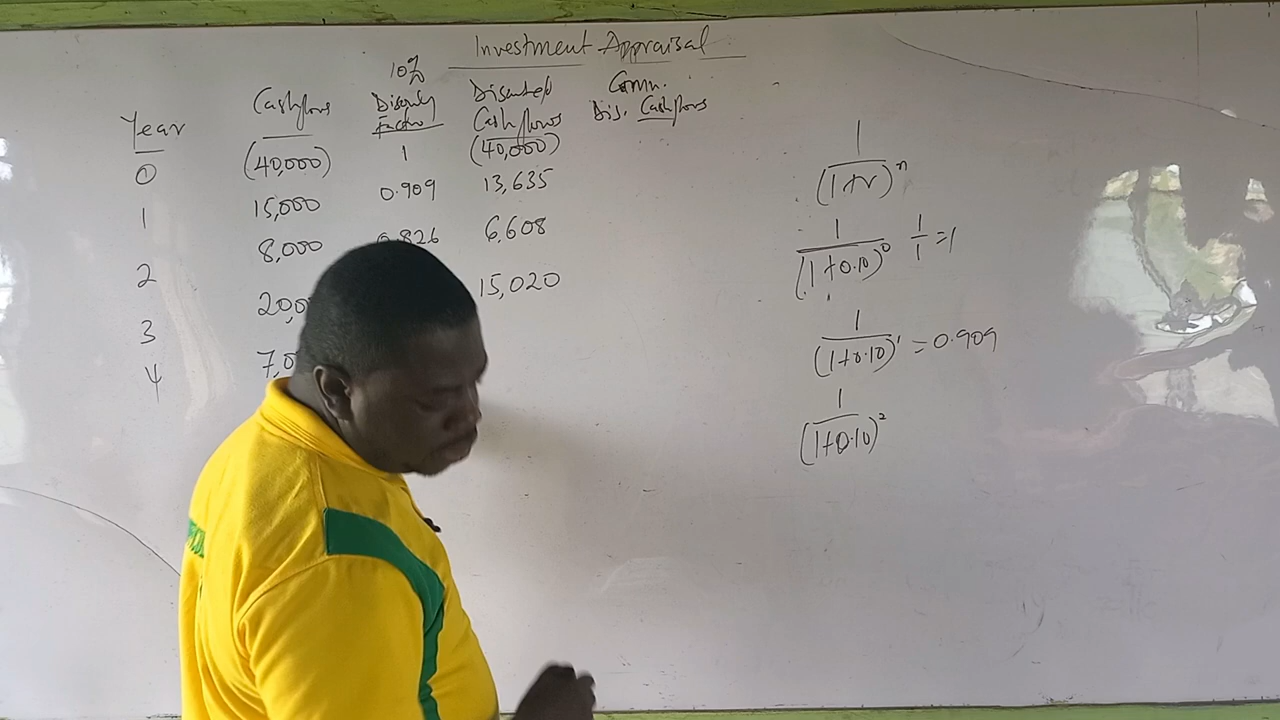 Investment Appraisal
10%
Year Cashflows Discounting Factor Discounted Cashflows Comm. Dis. Cashflows
0 (40,000) 1 (40,000)
1 15,000 0.909 13,635
2 8,000 0.826 6,608
3 20,0 15,020
4 7,0
1
(1+r)^n
1
(1+0.10)^0 1/1 =1
1
(1+0.10)^1 = 0.909
1
(1+0.10)^2